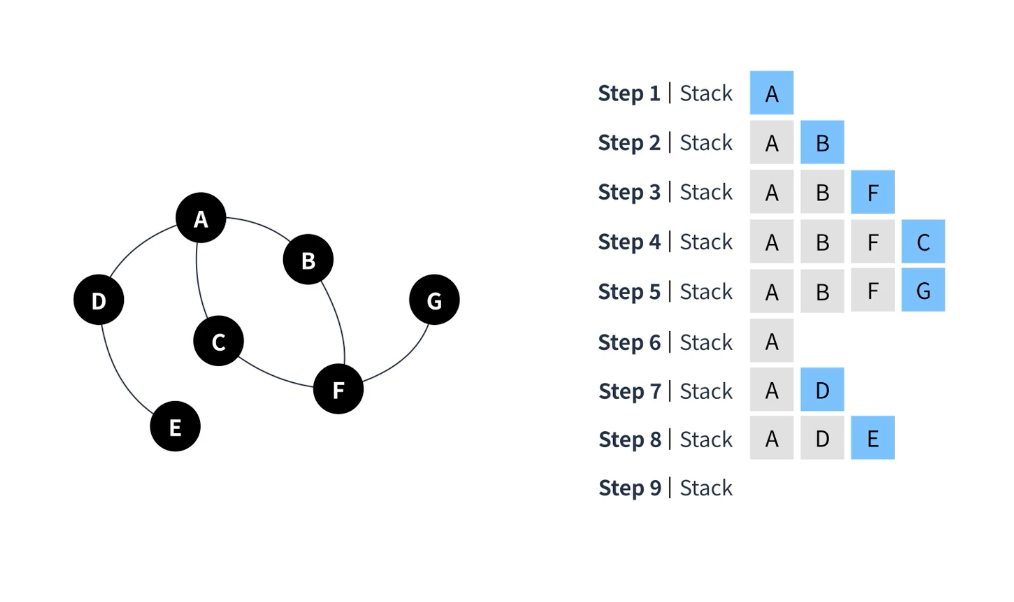 A
B
D
G
C
F
E
Step 1 | Stack A
Step 2 | Stack A B
Step 3 | Stack A B F
Step 4 | Stack A B F C
Step 5 | Stack A B F G
Step 6 | Stack A
Step 7 | Stack A D
Step 8 | Stack A D E
Step 9 | Stack